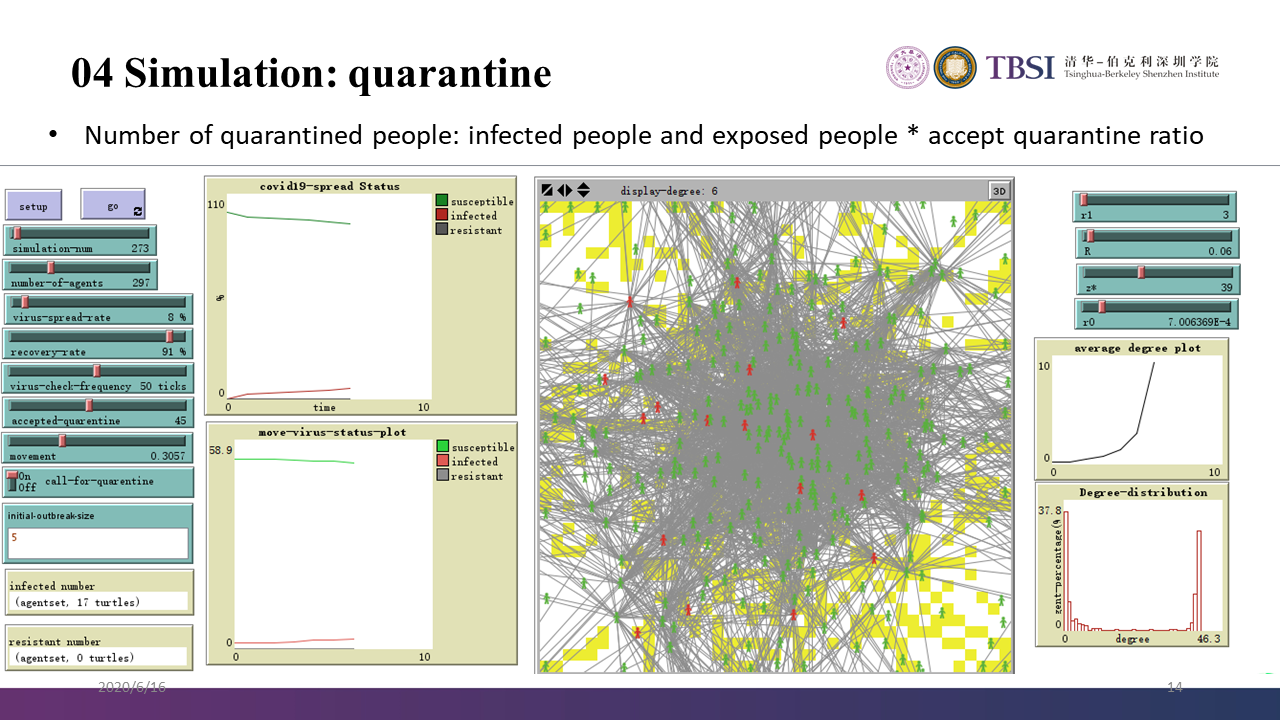 04 Simulation: quarantine
TBSI
清华-伯克利深圳学院
Tsinghua-Berkeley Shenzhen Institute
• Number of quarantined people: infected people and exposed people * accept quarantine ratio
setup
go
simulation-num 273
number-of-agents 297
virus-spread-rate 8 %
recovery-rate 91 %
virus-check-frequency 50 ticks
accepted-quarentine 45
movement 0.3057
On
Off
call-for-quarentine
initial-outbreak-size
5
infected number
(agentset, 17 turtles)
resistant number
(agentset, 0 turtles)
covid19-spread Status
110
%
0
0
time
10
susceptible
infected
resistant
move-virus-status-plot
58.9
0
0
10
susceptible
infected
resistant
display-degree: 6
3D
r1 3
R 0.06
z* 39
r0 7.006369E-4
average degree plot
10
0
0
10
Degree-distribution
37.8
zent-percentage(%
0
0
degree
46.3
2020/6/16
14